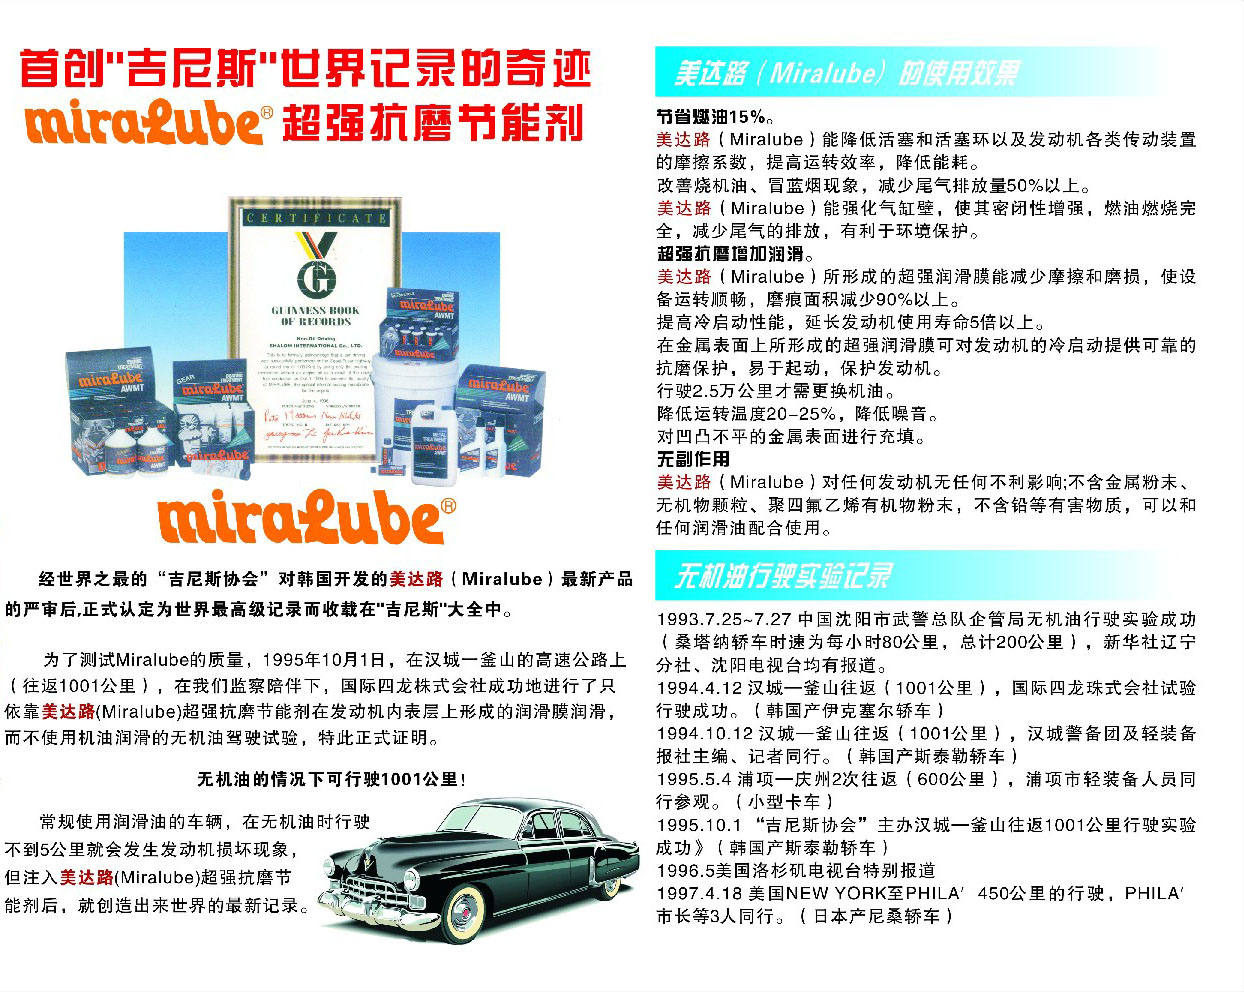 首创"吉尼斯"世界记录的奇迹
miralube® 超强抗磨节能剂
CERTIFICATE
G
GUINNESS BOOK
OF RECORDS
Non-Oil Driving
SHALOM INTERNATIONAL Co., LTD.
miralube
AWMT
miralube
miralube
AWMT
GEAR
miralube
AWMT
miralube
AWMT
miralube®
经世界之最的“吉尼斯协会”对韩国开发的美达路（Miralube）最新产品
的严审后,正式认定为世界最高级记录而收载在"吉尼斯"大全中。
为了测试Miralube的质量，1995年10月1日，在汉城—釜山的高速公路上
（往返1001公里），在我们监察陪伴下，国际四龙株式会社成功地进行了只
依靠美达路(Miralube)超强抗磨节能剂在发动机内表层上形成的润滑膜润滑，
而不使用机油润滑的无机油驾驶试验，特此正式证明。
无机油的情况下可行驶1001公里！
常规使用润滑油的车辆，在无机油时行驶
不到5公里就会发生发动机损坏现象，
但注入美达路(Miralube)超强抗磨节
能剂后，就创造出来世界的最新记录。
美达路（Miralube）的使用效果
节省燃油15%。
美达路（Miralube）能降低活塞和活塞环以及发动机各类传动装置
的摩擦系数，提高运转效率，降低能耗。
改善烧机油、冒蓝烟现象，减少尾气排放量50%以上。
美达路（Miralube）能强化气缸壁，使其密闭性增强，燃油燃烧完
全，减少尾气的排放，有利于环境保护。
超强抗磨增加润滑。
美达路（Miralube）所形成的超强润滑膜能减少摩擦和磨损，使设
备运转顺畅，磨痕面积减少90%以上。
提高冷启动性能，延长发动机使用寿命5倍以上。
在金属表面上所形成的超强润滑膜可对发动机的冷启动提供可靠的
抗磨保护，易于起动，保护发动机。
行驶2.5万公里才需更换机油。
降低运转温度20-25%，降低噪音。
对凹凸不平的金属表面进行充填。
无副作用
美达路（Miralube）对任何发动机无任何不利影响;不含金属粉末、
无机物颗粒、聚四氟乙烯有机物粉末，不含铅等有害物质，可以和
任何润滑油配合使用。
无机油行驶实验记录
1993.7.25~7.27 中国沈阳市武警总队企管局无机油行驶实验成功
（桑塔纳轿车时速为每小时80公里，总计200公里），新华社辽宁
分社、沈阳电视台均有报道。
1994.4.12 汉城—釜山往返（1001公里），国际四龙珠式会社试验
行驶成功。（韩国产伊克塞尔轿车）
1994.10.12 汉城—釜山往返（1001公里），汉城警备团及轻装备
报社主编、记者同行。（韩国产斯泰勒轿车）
1995.5.4 浦项—庆州2次往返（600公里），浦项市轻装备人员同
行参观。（小型卡车）
1995.10.1 “吉尼斯协会”主办汉城—釜山往返1001公里行驶实验
成功》（韩国产斯泰勒轿车）
1996.5美国洛杉矶电视台特别报道
1997.4.18 美国NEW YORK至PHILA′ 450公里的行驶，PHILA′
市长等3人同行。（日本产尼桑轿车）